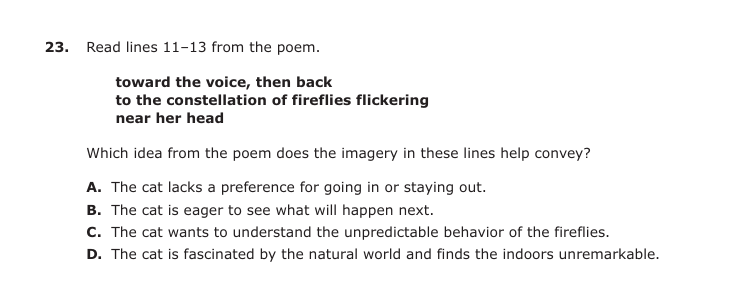 23. Read lines 11–13 from the poem.
toward the voice, then back
to the constellation of fireflies flickering
near her head
Which idea from the poem does the imagery in these lines help convey?
A. The cat lacks a preference for going in or staying out.
B. The cat is eager to see what will happen next.
C. The cat wants to understand the unpredictable behavior of the fireflies.
D. The cat is fascinated by the natural world and finds the indoors unremarkable.